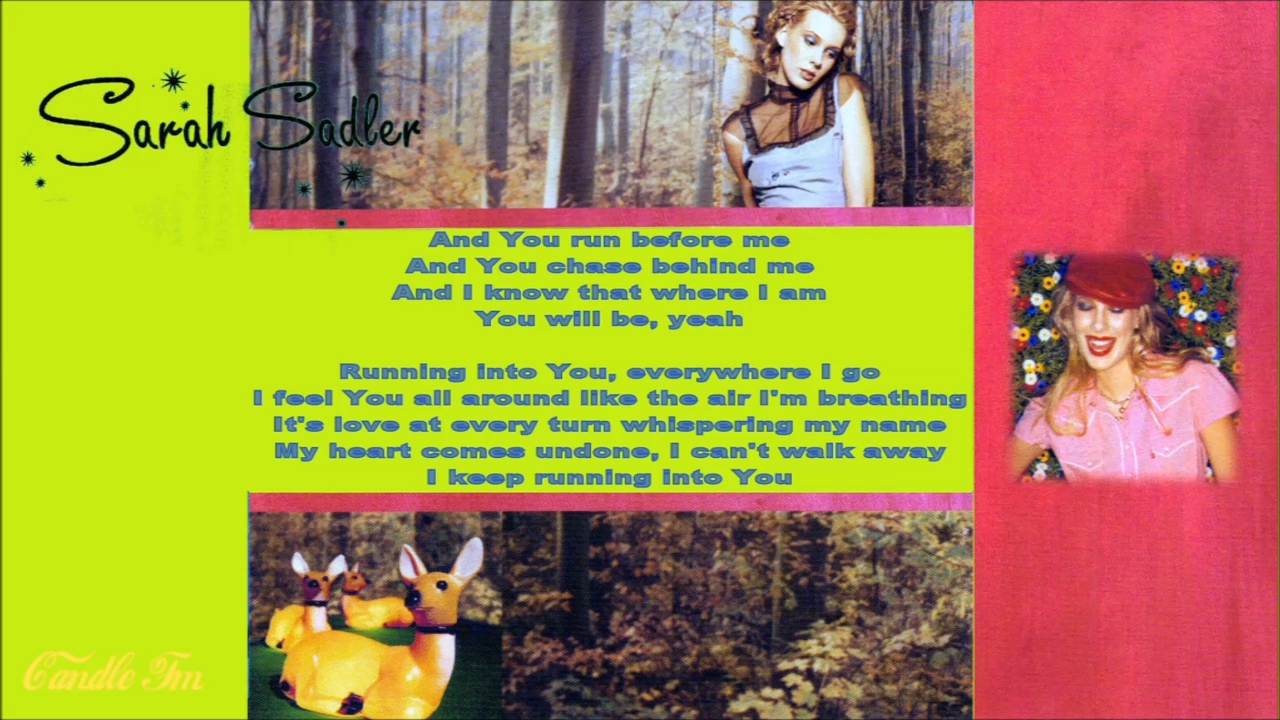 Sarah Sadler
And You run before me
And You chase behind me
And I know that where I am
You will be, yeah
Running into You, everywhere I go
I feel You all around like the air I'm breathing
It's love at every turn whispering my name
My heart comes undone, I can't walk away
I keep running into You
Candle Fm